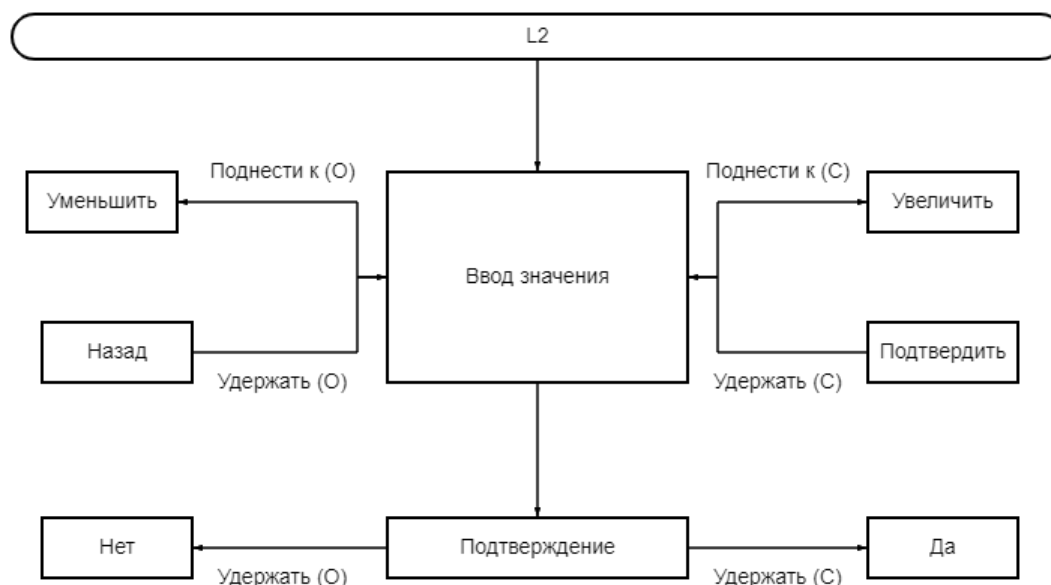 L2
Поднести к (О)
Поднести к (С)
Уменьшить
Увеличить
Ввод значения
Назад
Подтвердить
Удержать (О)
Удержать (С)
Нет
Подтверждение
Да
Удержать (О)
Удержать (С)